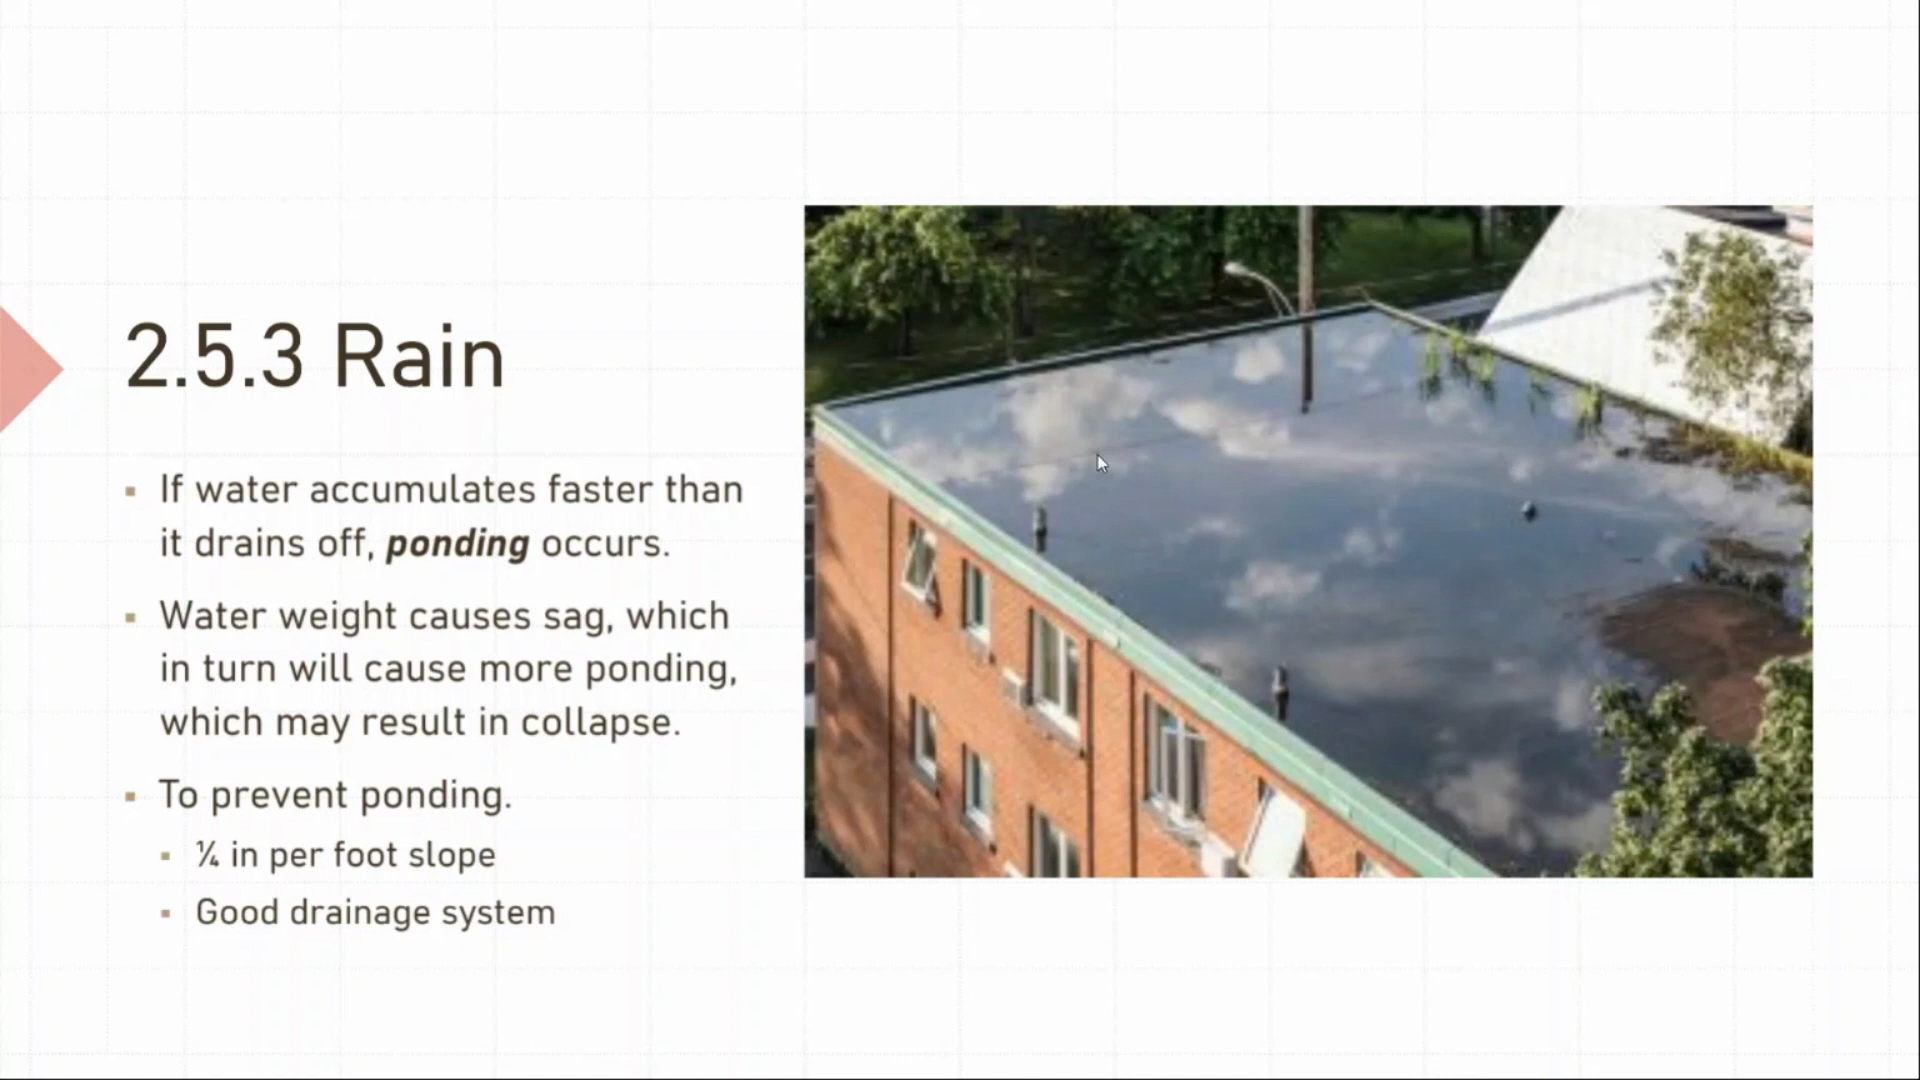 2.5.3 Rain
If water accumulates faster than
it drains off, ponding occurs.
Water weight causes sag, which
in turn will cause more ponding,
which may result in collapse.
To prevent ponding.
¼ in per foot slope
Good drainage system